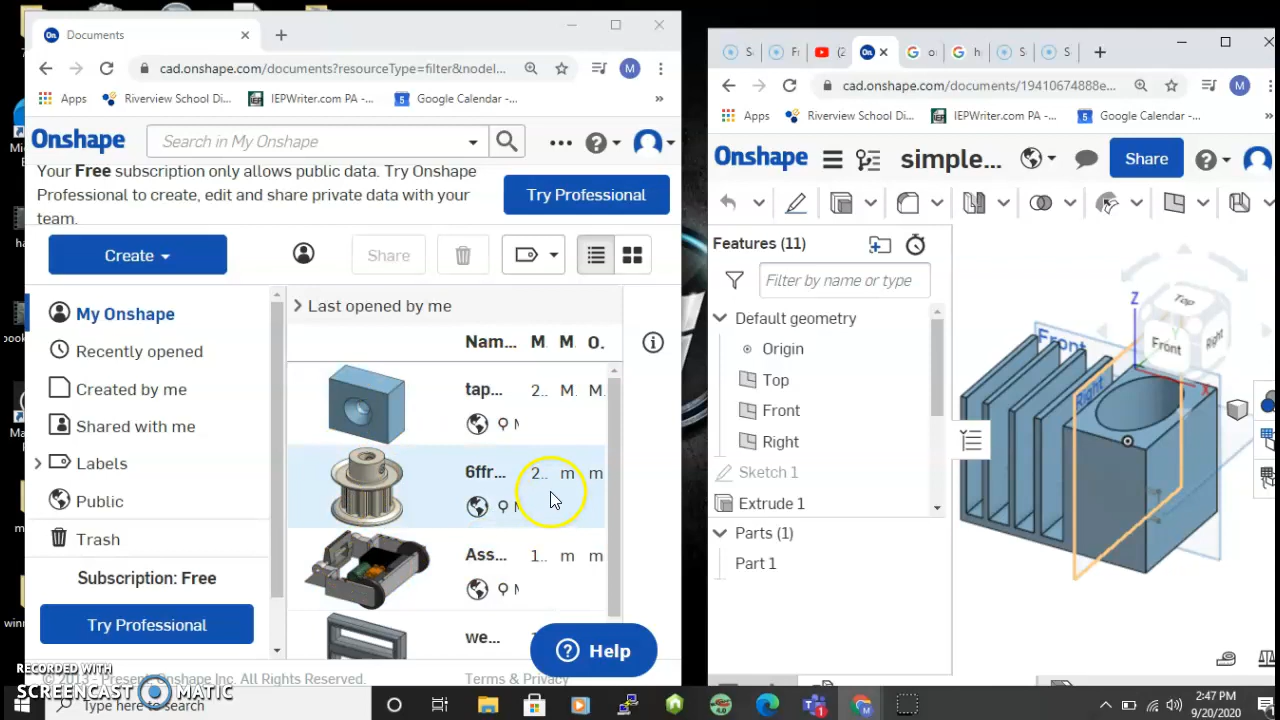 Documents
cad.onshape.com/documents?resourceType=filter&nodel...
M
Apps
Riverview School Di...
IEPWriter.com PA -...
Google Calendar -...
»
Onshape
Search in My Onshape
Your Free subscription only allows public data. Try Onshape
Professional to create, edit and share private data with your
team.
Try Professional
Create
Share
My Onshape
Recently opened
Created by me
Shared with me
Labels
Public
Trash
Subscription: Free
Try Professional
Last opened by me
Nam... M M O.
tap... 2.. M. M.
6ffr... 2.. m m
Ass... 1.. m m
we...
Help
© 2013 - Present, Onshape Inc. All Rights Reserved.
Terms & Privacy
cad.onshape.com/documents/19410674888e...
M
Apps
Riverview School Di...
IEPWriter.com PA -...
Google Calendar -...
»
Onshape
simple...
Share
Features (11)
Filter by name or type
Default geometry
Origin
Top
Front
Right
Sketch 1
Extrude 1
Parts (1)
Part 1
Front
Right
Z
X
Top
Front
Right
RECORDED WITH
SCREENCAST MATIC
Type here to search
2:47 PM
9/20/2020